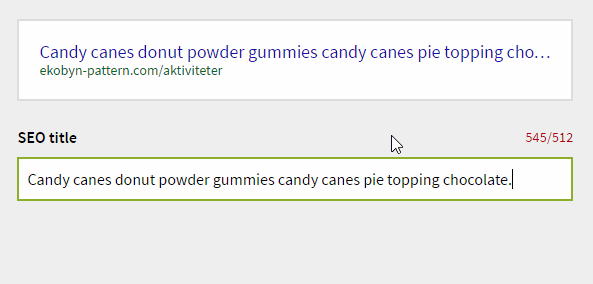 Candy canes donut powder gummies candy canes pie topping cho…
ekobyn-pattern.com/aktiviteter
SEO title
545/512
Candy canes donut powder gummies candy canes pie topping chocolate.